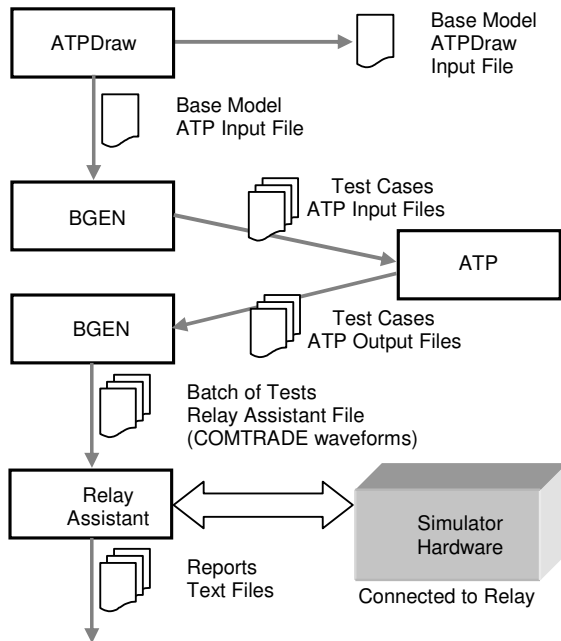 ATPDraw
Base Model
ATPDraw
Input File
Base Model
ATP Input File
BGEN
Test Cases
ATP Input Files
ATP
BGEN
Test Cases
ATP Output Files
Batch of Tests
Relay Assistant File
(COMTRADE waveforms)
Relay
Assistant
Simulator
Hardware
Reports
Text Files
Connected to Relay